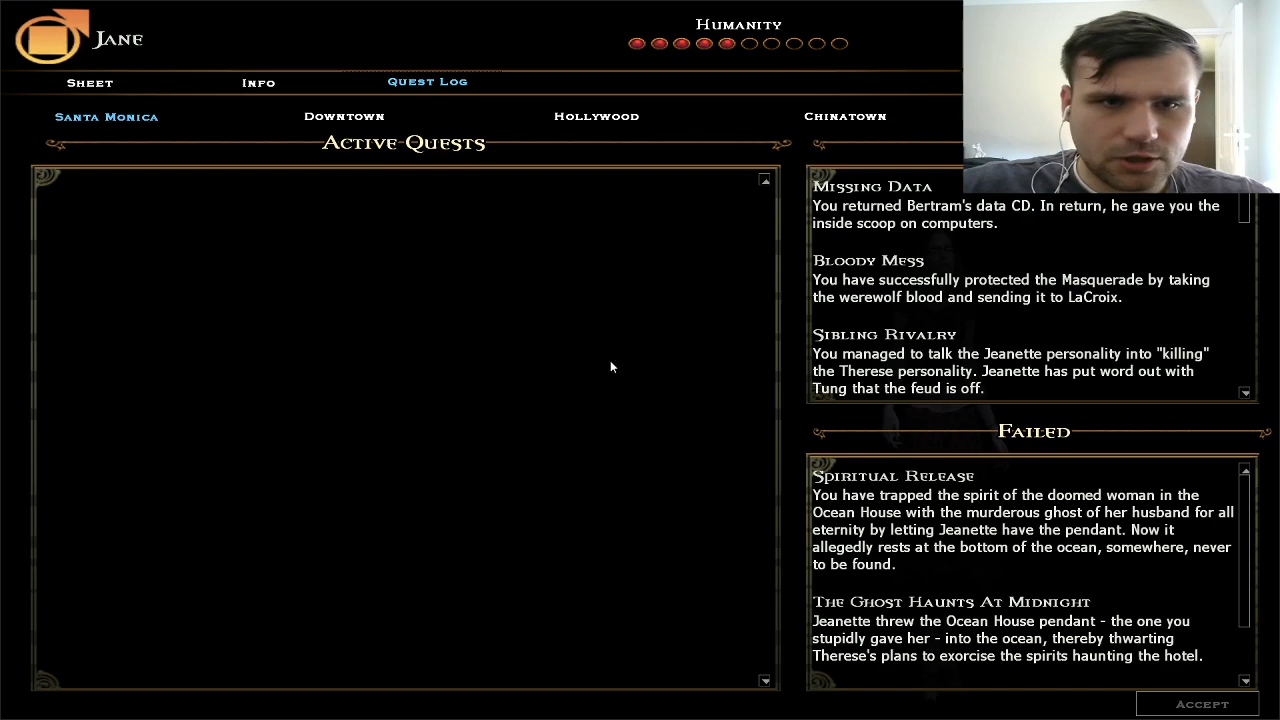 Jane
Humanity
Sheet
Info
Quest Log
Santa Monica
Downtown
Hollywood
Chinatown
Active Quests
Missing Data
You returned Bertram's data CD. In return, he gave you the
inside scoop on computers.
Bloody Mess
You have successfully protected the Masquerade by taking
the werewolf blood and sending it to LaCroix.
Sibling Rivalry
You managed to talk the Jeanette personality into "killing"
the Therese personality. Jeanette has put word out with
Tung that the feud is off.
Failed
Spiritual Release
You have trapped the spirit of the doomed woman in the
Ocean House with the murderous ghost of her husband for all
eternity by letting Jeanette have the pendant. Now it
allegedly rests at the bottom of the ocean, somewhere, never
to be found.
The Ghost Haunts At Midnight
Jeanette threw the Ocean House pendant - the one you
stupidly gave her - into the ocean, thereby thwarting
Therese's plans to exorcise the spirits haunting the hotel.
Accept